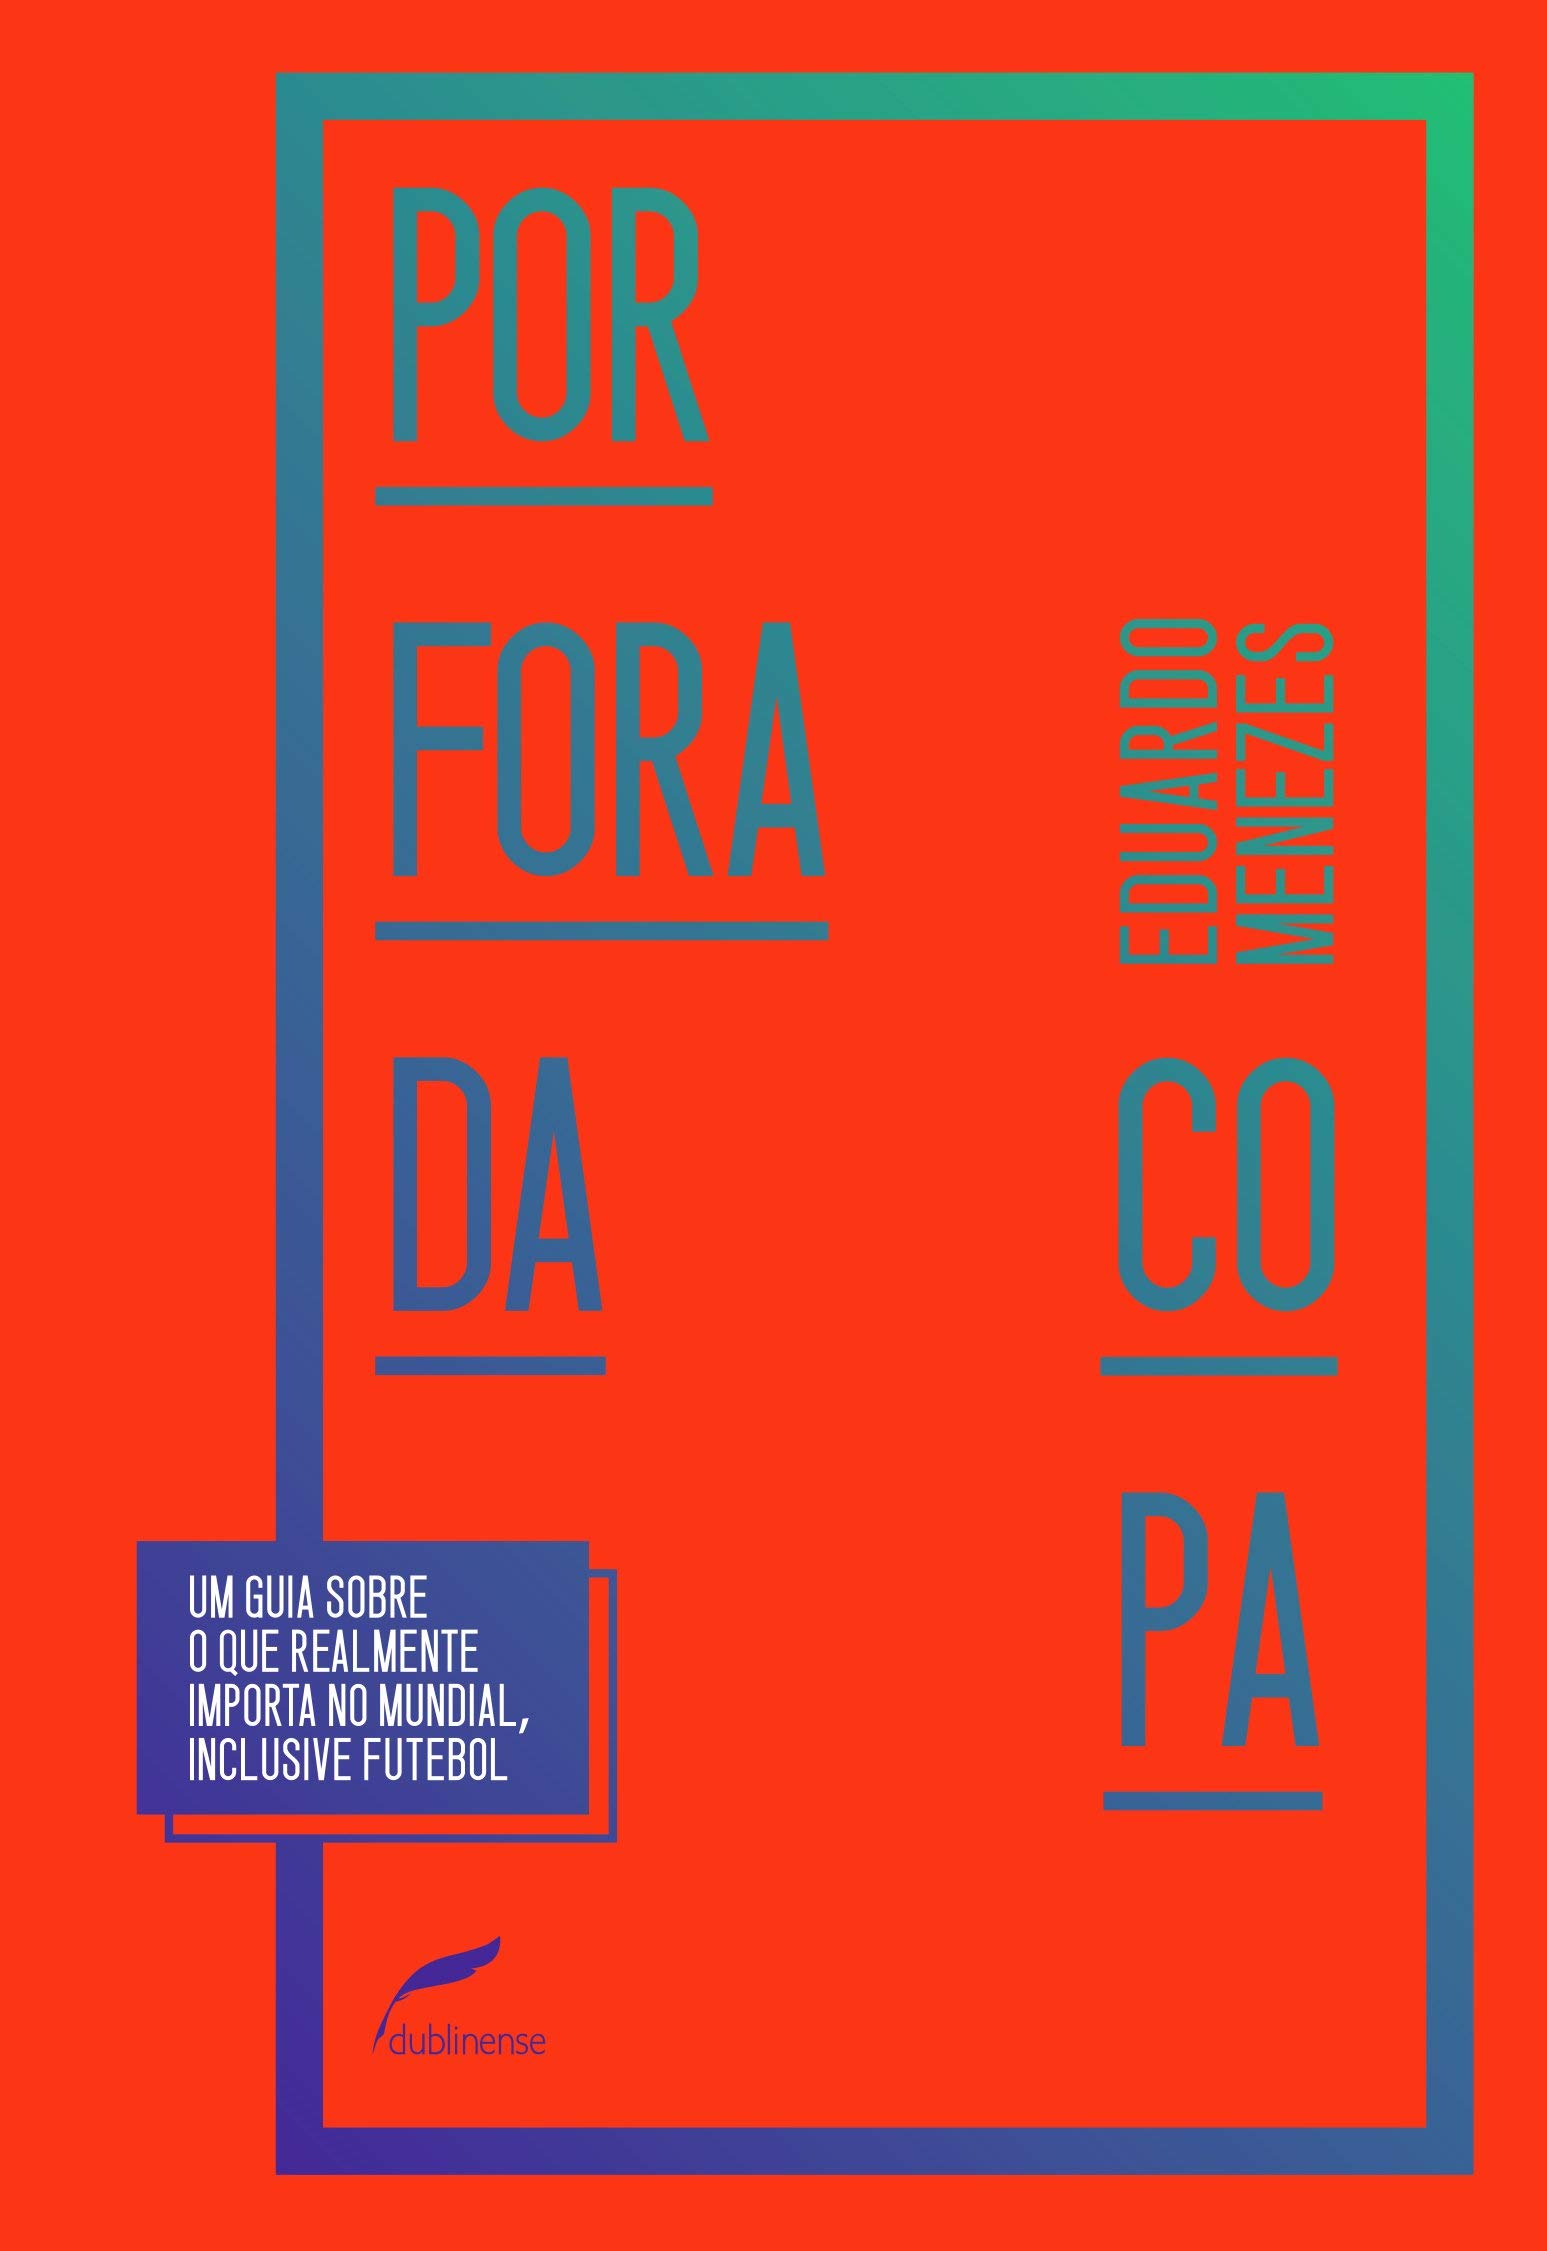 POR
FORA
DA
CO
PA
EDUARDO
MENEZES
UM GUIA SOBRE
O QUE REALMENTE
IMPORTA NO MUNDIAL,
INCLUSIVE FUTEBOL
dublinense